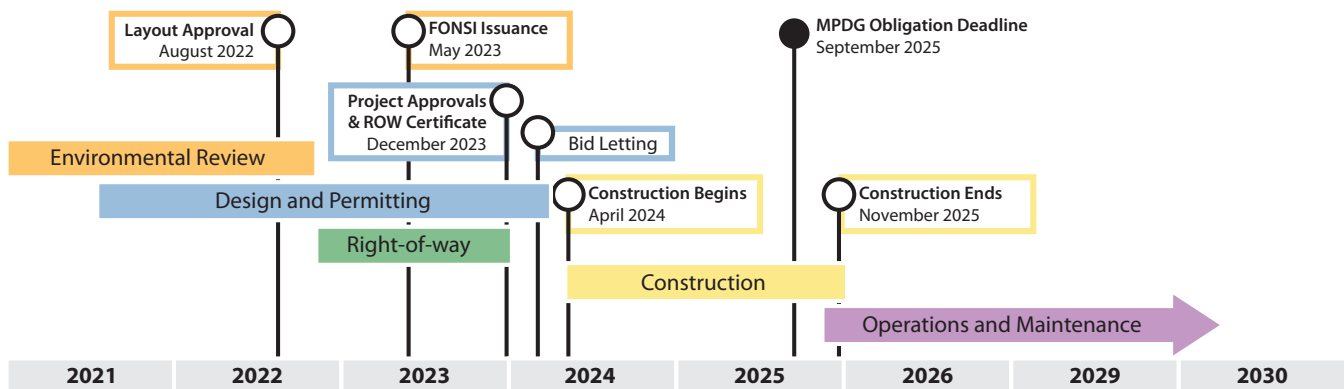 Layout Approval
August 2022
FONSI Issuance
May 2023
MPDG Obligation Deadline
September 2025
Project Approvals
& ROW Certificate
December 2023
Bid Letting
Environmental Review
Design and Permitting
Construction Begins
April 2024
Construction Ends
November 2025
Right-of-way
Construction
Operations and Maintenance
2021 2022 2023 2024 2025 2026 2029 2030